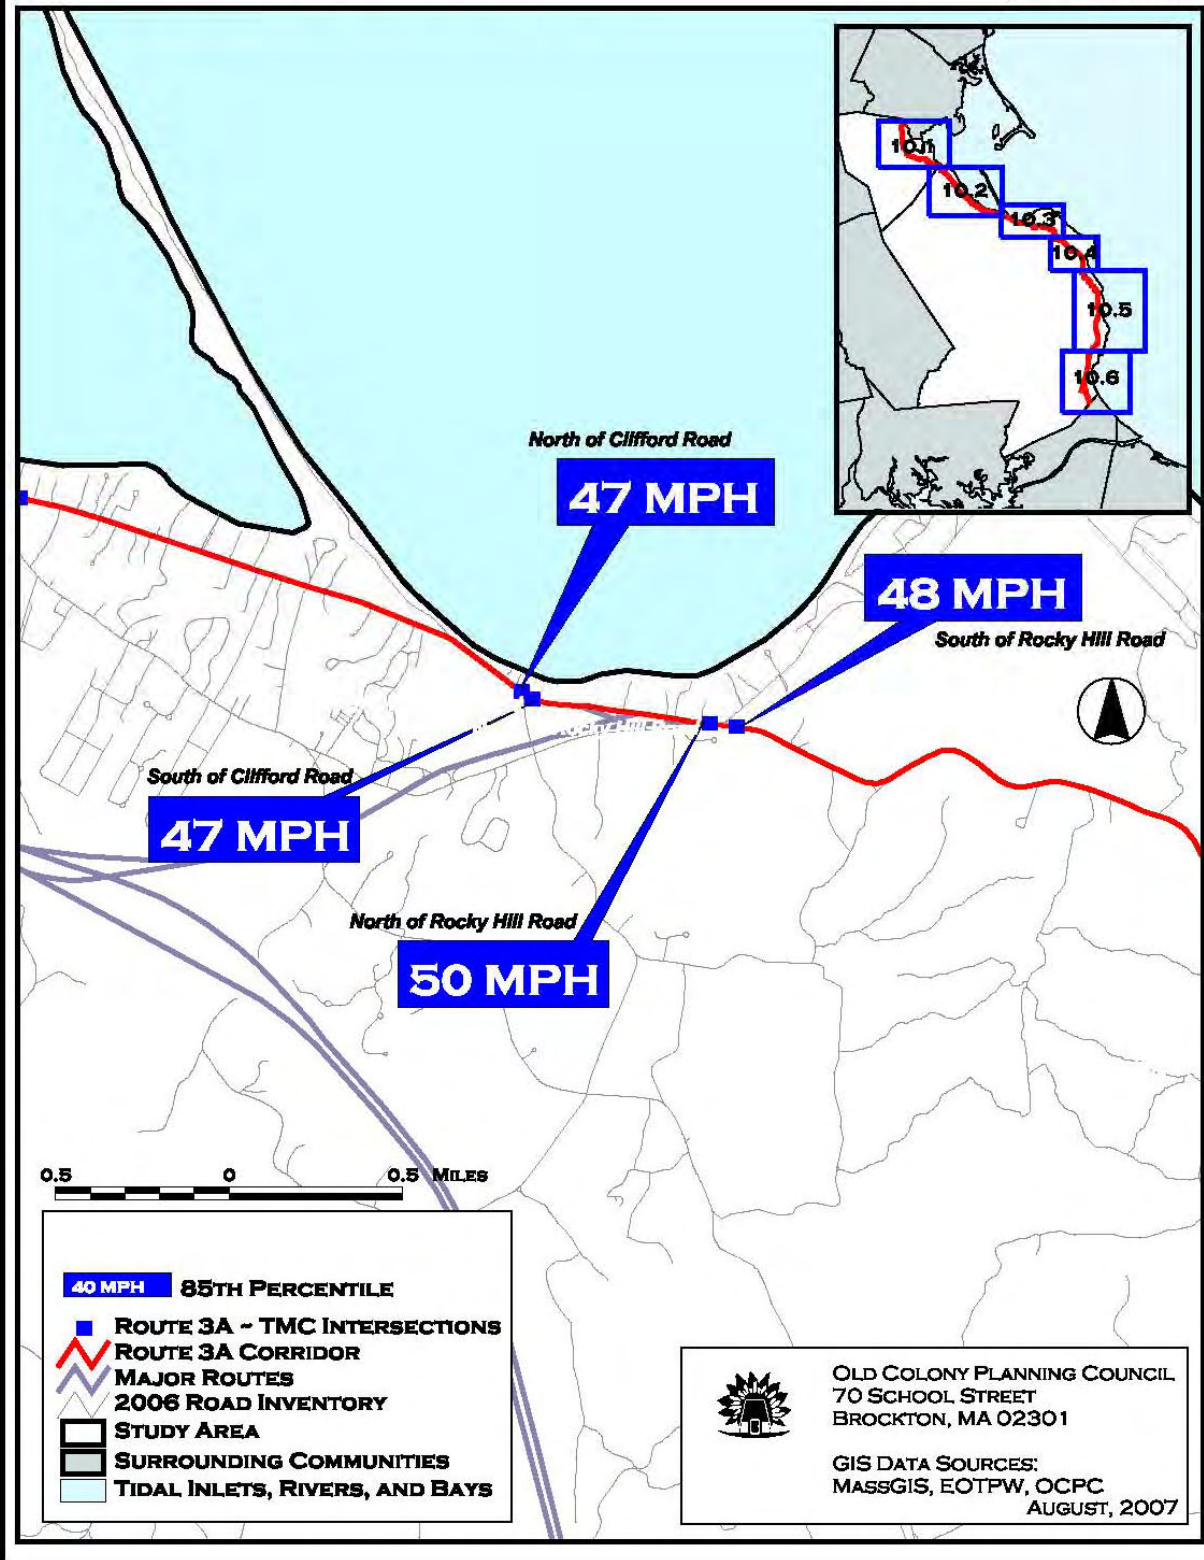 10.1
10.2
10.3
10.4
10.5
10.6
North of Clifford Road
47 MPH
48 MPH
South of Rocky Hill Road
Rocky Hill Road
South of Clifford Road
47 MPH
North of Rocky Hill Road
50 MPH
0.5 0 0.5 MILES
40 MPH 85TH PERCENTILE
ROUTE 3A ~ TMC INTERSECTIONS
ROUTE 3A CORRIDOR
MAJOR ROUTES
2006 ROAD INVENTORY
STUDY AREA
SURROUNDING COMMUNITIES
TIDAL INLETS, RIVERS, AND BAYS
OLD COLONY PLANNING COUNCIL
70 SCHOOL STREET
BROCKTON, MA 02301
GIS DATA SOURCES:
MASSGIS, EOTPW, OCPC
AUGUST, 2007